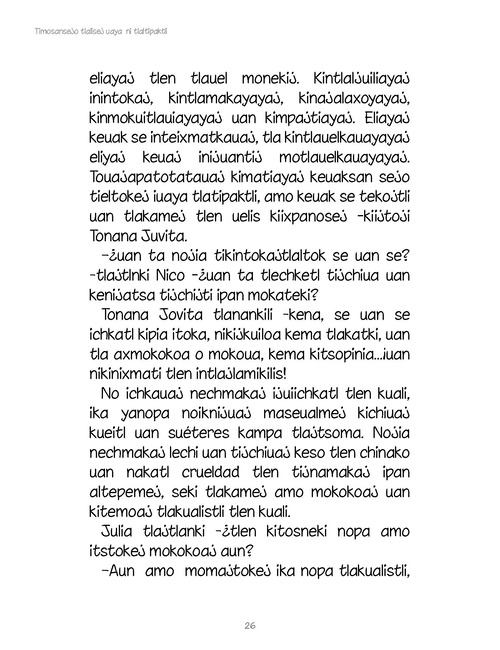 Timosansejo tlalisej uaya ni tlaltipaktli
eliayaj tlen tlauel monekij. Kintlaljuiliayaj
inintokaj, kintlamakayayaj, kinajalaxoyayaj,
kinmokuitlauiayayaj uan kimpajtiayaj. Eliayaj
keuak se inteixmatkauaj, tla kintlauelkauayayaj
eliyaj keuaj inijuantij motlauelkauayayaj.
Touajapatotatauaj kimatiayaj keuaksan sejo
tieltokej iuaya tlatipaktli, amo keuak se tekojtli
uan tlakamej tlen uelis kiixpanosej -kiijtoji
Tonana Juvita.
–¿uan ta nojia tikintokajtlaltok se uan se?
-tlajtlnki Nico -¿uan ta tlechketl tijchiua uan
kenijatsa tijchijti ipan mokateki?
Tonana Jovita tlanankili -kena, se uan se
ichkatl kipia itoka, nikijkuiloa kema tlakatki, uan
tla axmokokoa o mokoua, kema kitsopinia...¡uan
nikinixmati tlen intlajlamikilis!
No ichkauaj nechmakaj ijuiichkatl tlen kuali,
ika yanopa noiknijuaj maseualmej kichiuaj
kueitl uan suéteres kampa tlajtsoma. Nojia
nechmakaj lechi uan tijchiuaj keso tlen chinako
uan nakatl crueldad tlen tijnamakaj ipan
altepemej, seki tlakamej amo mokokoaj uan
kitemoaj tlakualistli tlen kuali.
Julia tlajtlanki -¿tlen kitosneki nopa amo
itstokej mokokoaj aun?
–Aun amo momajtokej ika nopa tlakualistli,
26